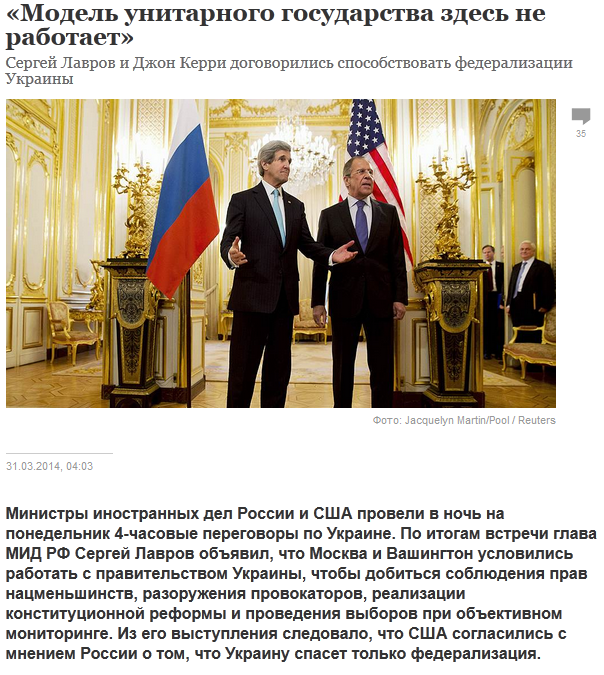 «Модель унитарного государства здесь не
работает»
Сергей Лавров и Джон Керри договорились способствовать федерализации
Украины
35
Фото: Jacquelyn Martin/Pool / Reuters
31.03.2014, 04:03
Министры иностранных дел России и США провели в ночь на
понедельник 4-часовые переговоры по Украине. По итогам встречи глава
МИД РФ Сергей Лавров объявил, что Москва и Вашингтон условились
работать с правительством Украины, чтобы добиться соблюдения прав
нацменьшинств, разоружения провокаторов, реализации
конституционной реформы и проведения выборов при объективном
мониторинге. Из его выступления следовало, что США согласились с
мнением России о том, что Украину спасет только федерализация.